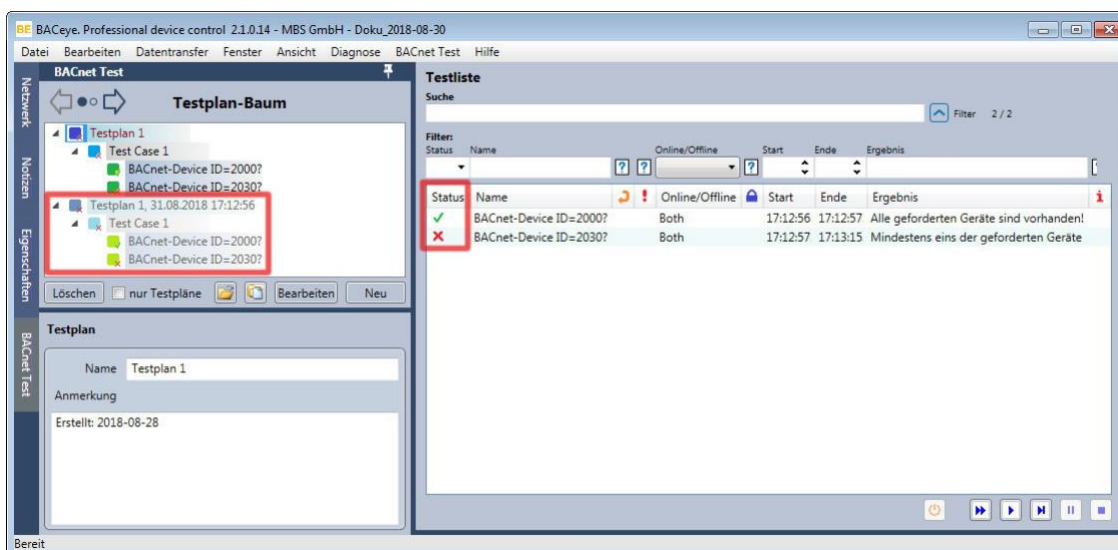 BE BACeye. Professional device control 2.1.0.14 - MBS GmbH - Doku_2018-08-30
Datei Bearbeiten Datentransfer Fenster Ansicht Diagnose BACnet Test Hilfe
Netzwerk
Notizen
Eigenschaften
BACnet Test
BACnet Test
Testplan-Baum
Testplan 1
Test Case 1
BACnet-Device ID=2000?
BACnet-Device ID=2030?
Testplan 1, 31.08.2018 17:12:56
Test Case 1
BACnet-Device ID=2000?
BACnet-Device ID=2030?
Löschen nur Testpläne Bearbeiten Neu
Testplan
Name Testplan 1
Anmerkung
Erstellt: 2018-08-28
Testliste
Suche
Filter 2 / 2
Filter:
Status Name Online/Offline Start Ende Ergebnis
? ? ?
Status Name ! Online/Offline Start Ende Ergebnis i
BACnet-Device ID=2000? Both 17:12:56 17:12:57 Alle geforderten Geräte sind vorhanden!
BACnet-Device ID=2030? Both 17:12:57 17:13:15 Mindestens eins der geforderten Geräte
Bereit